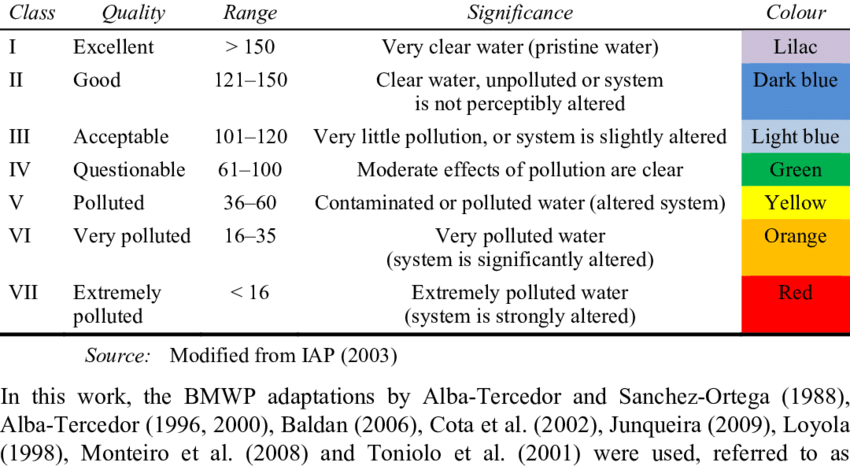 Class Quality Range Significance Colour
I Excellent > 150 Very clear water (pristine water) Lilac
II Good 121–150 Clear water, unpolluted or system Dark blue
is not perceptibly altered
III Acceptable 101–120 Very little pollution, or system is slightly altered Light blue
IV Questionable 61–100 Moderate effects of pollution are clear Green
V Polluted 36–60 Contaminated or polluted water (altered system) Yellow
VI Very polluted 16–35 Very polluted water Orange
(system is significantly altered)
VII Extremely < 16 Extremely polluted water Red
polluted (system is strongly altered)
Source: Modified from IAP (2003)
In this work, the BMWP adaptations by Alba-Tercedor and Sanchez-Ortega (1988),
Alba-Tercedor (1996, 2000), Baldan (2006), Cota et al. (2002), Junqueira (2009), Loyola
(1998), Monteiro et al. (2008) and Toniolo et al. (2001) were used, referred to as